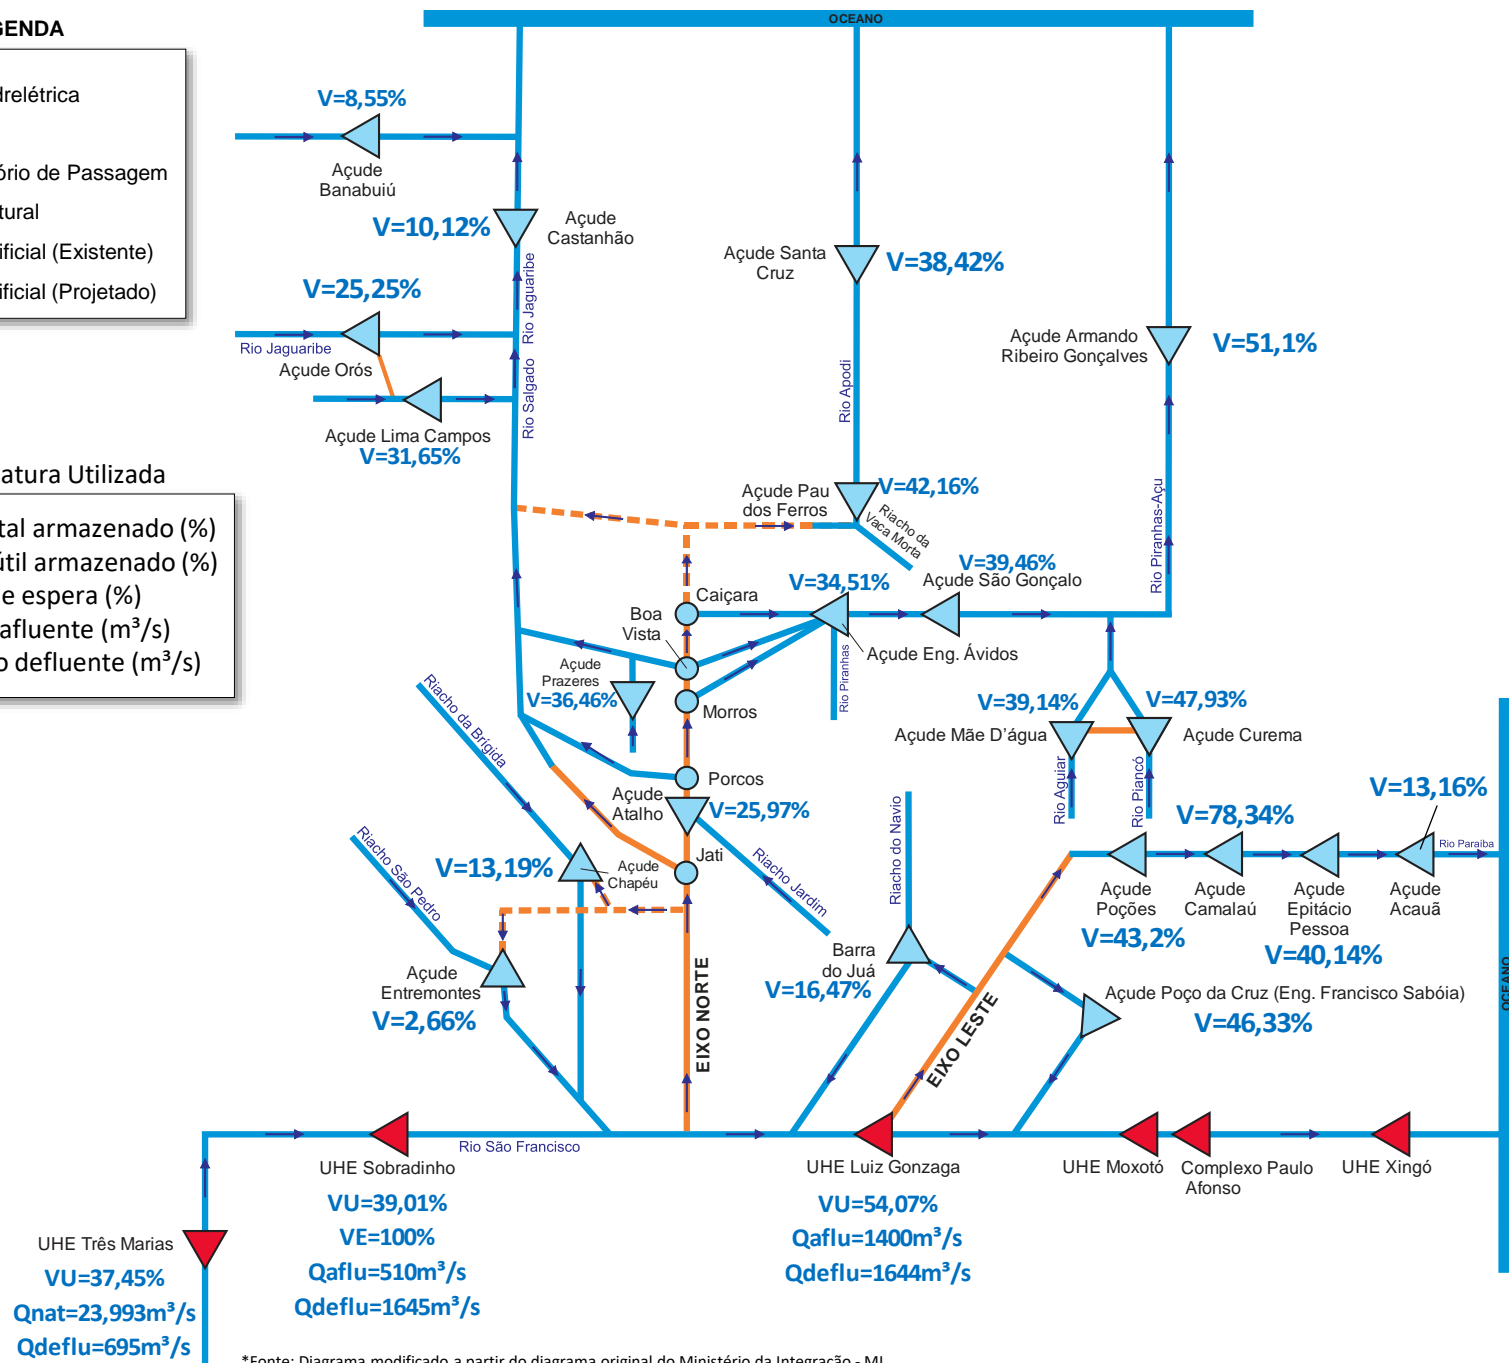 OCEANO
GENDA
drelétrica
ório de Passagem
tural
ificial (Existente)
ificial (Projetado)
V=8,55%
Açude
Banabuiú
V=10,12%
Açude
Castanhão
V=25,25%
Rio Jaguaribe
Açude Orós
Rio Jaguaribe
Rio Salgado
Açude Lima Campos
V=31,65%
Açude Santa
Cruz
V=38,42%
Rio Apodi
Açude Armando
Ribeiro Gonçalves
V=51,1%
Rio Piranhas-Açu
atura Utilizada
tal armazenado (%)
útil armazenado (%)
e espera (%)
afluente (m³/s)
o defluente (m³/s)
Açude Pau
dos Ferros
V=42,16%
Riacho da
Vaca Morta
V=39,46%
Açude São Gonçalo
V=34,51%
Caiçara
Boa
Vista
Açude Eng. Ávidos
Rio Piranhas
Açude
Prazeres
V=36,46%
Morros
Riacho da Brígida
V=39,14%
V=47,93%
Açude Mãe D'água
Açude Curema
Rio Aguiar
Rio Piancó
Porcos
Açude
Atalho
V=25,97%
Jati
Riacho Jardim
Riacho do Navio
V=13,16%
V=78,34%
Rio Paraíba
Riacho São Pedro
V=13,19%
Açude
Chapéu
Açude
Poções
V=43,2%
Açude
Camalaú
Açude
Epitácio
Pessoa
V=40,14%
Açude
Acauã
Barra
do Juá
V=16,47%
Açude
Entremontes
V=2,66%
EIXO NORTE
EIXO LESTE
Açude Poço da Cruz (Eng. Francisco Sabóia)
V=46,33%
OCEANO
Rio São Francisco
UHE Sobradinho
VU=39,01%
VE=100%
Qaflu=510m³/s
Qdeflu=1645m³/s
UHE Luiz Gonzaga
VU=54,07%
Qaflu=1400m³/s
Qdeflu=1644m³/s
UHE Moxotó
Complexo Paulo
Afonso
UHE Xingó
UHE Três Marias
VU=37,45%
Qnat=23,993m³/s
Qdeflu=695m³/s
*Fonte: Diagrama modificado a partir do diagrama original do Ministério da Integração - MI